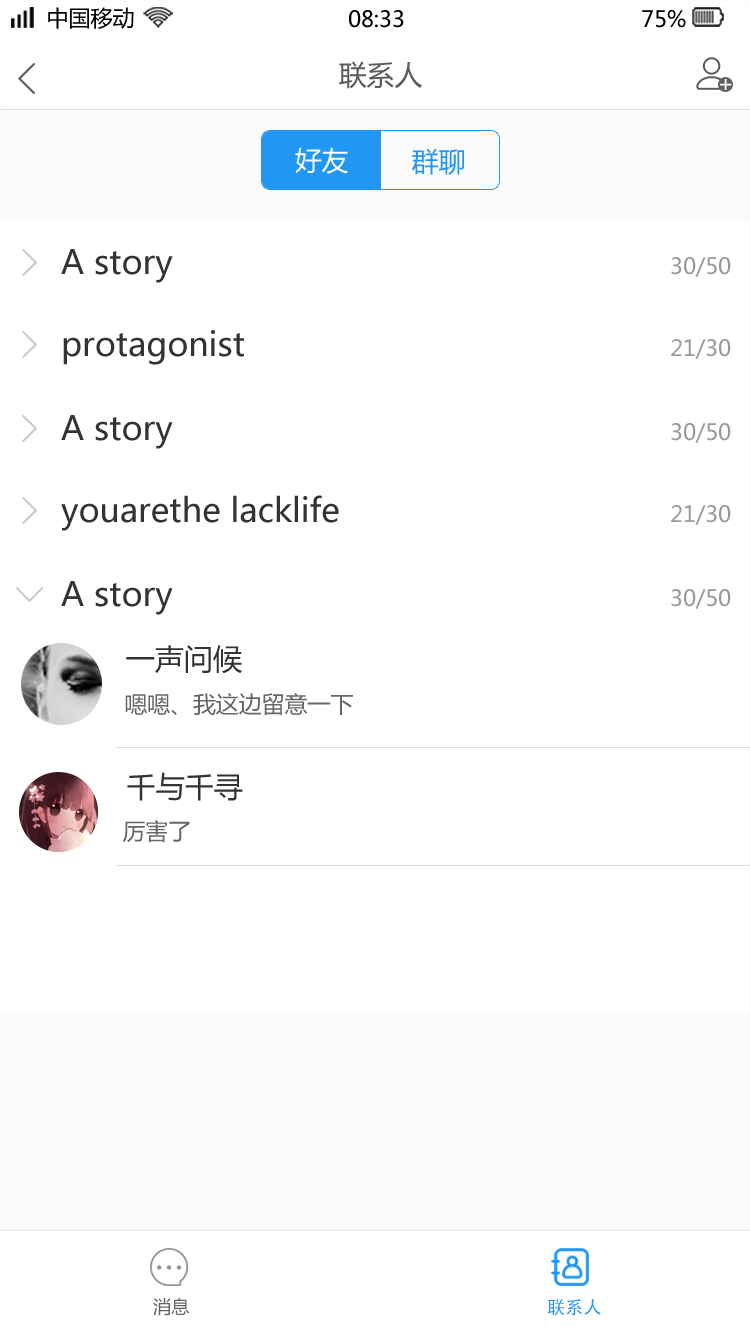 中国移动 08:33 75%
联系人
好友 群聊
A story 30/50
protagonist 21/30
A story 30/50
youarethe lacklife 21/30
A story 30/50
一声问候
嗯嗯、我这边留意一下
千与千寻
厉害了
消息 联系人